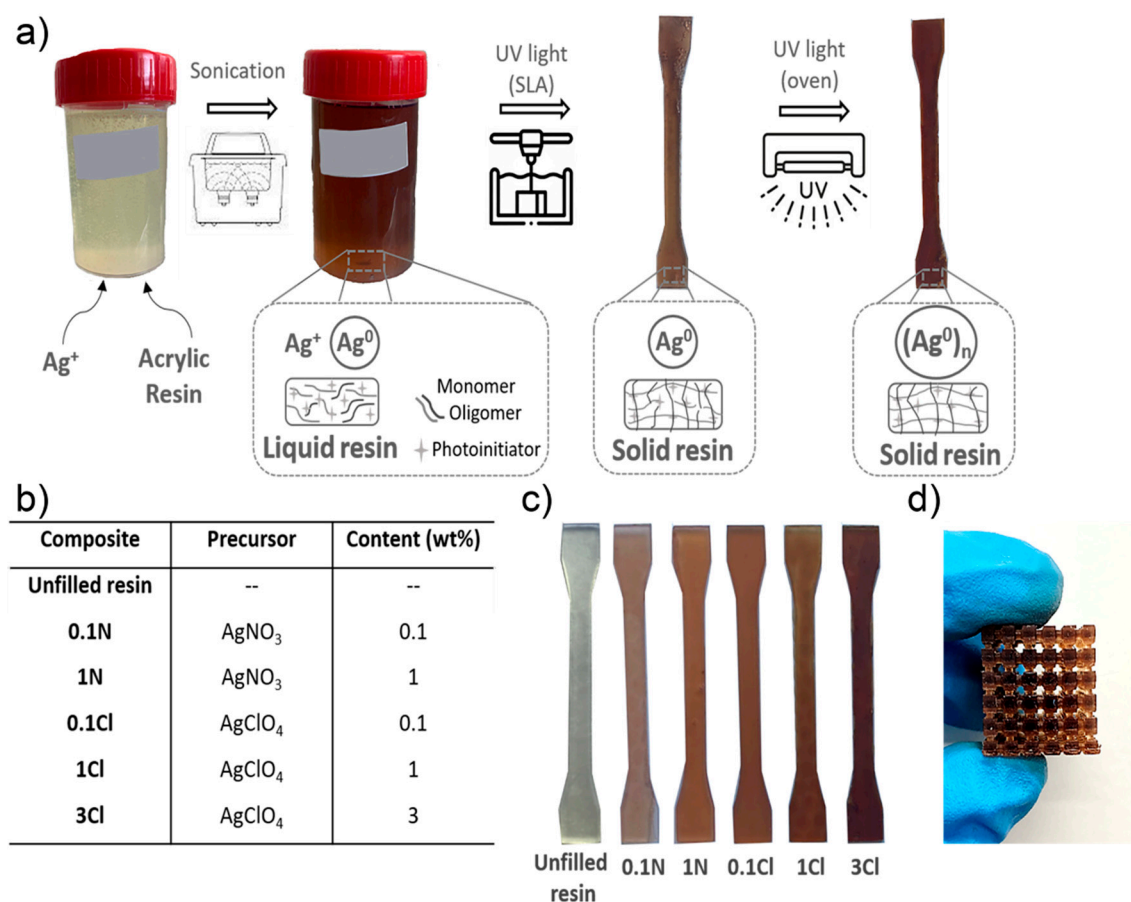 a)
Sonication
UV light
(SLA)
UV light
(oven)
UV
Ag⁺
Acrylic
Resin
Ag⁺ Ag⁰
Monomer
Oligomer
Photoinitiator
Liquid resin
Ag⁰
Solid resin
(Ag⁰)ₙ
Solid resin
b)
Composite Precursor Content (wt%)
Unfilled resin -- --
0.1N AgNO₃ 0.1
1N AgNO₃ 1
0.1Cl AgClO₄ 0.1
1Cl AgClO₄ 1
3Cl AgClO₄ 3
c)
Unfilled
resin
0.1N 1N 0.1Cl 1Cl 3Cl
d)